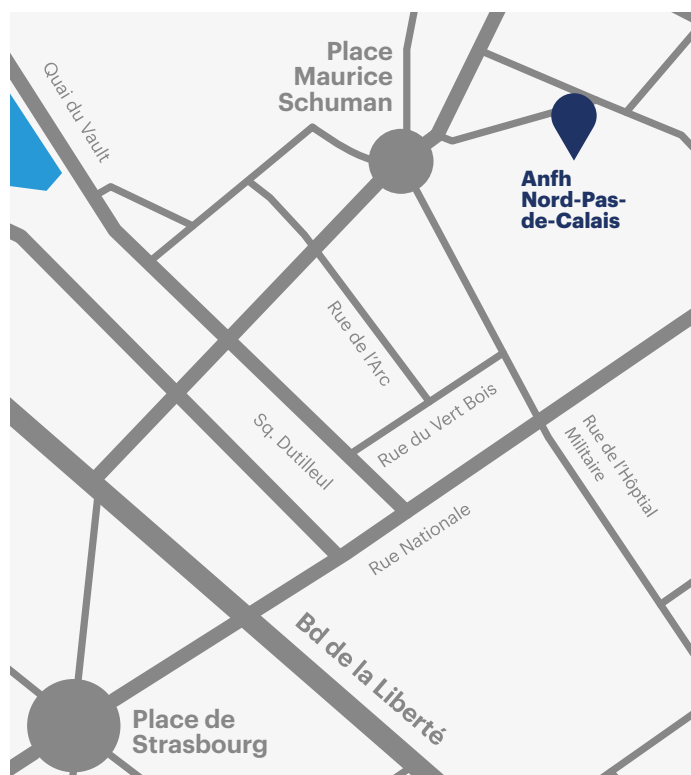 Place
Maurice
Schuman
Quai du Vault
Anfh
Nord-Pas-
de-Calais
Rue de l'Arc
Rue du Vert Bois
Sq. Dutilleul
Rue de l'Hôptial
Militaire
Rue Nationale
Bd de la Liberté
Place de
Strasbourg